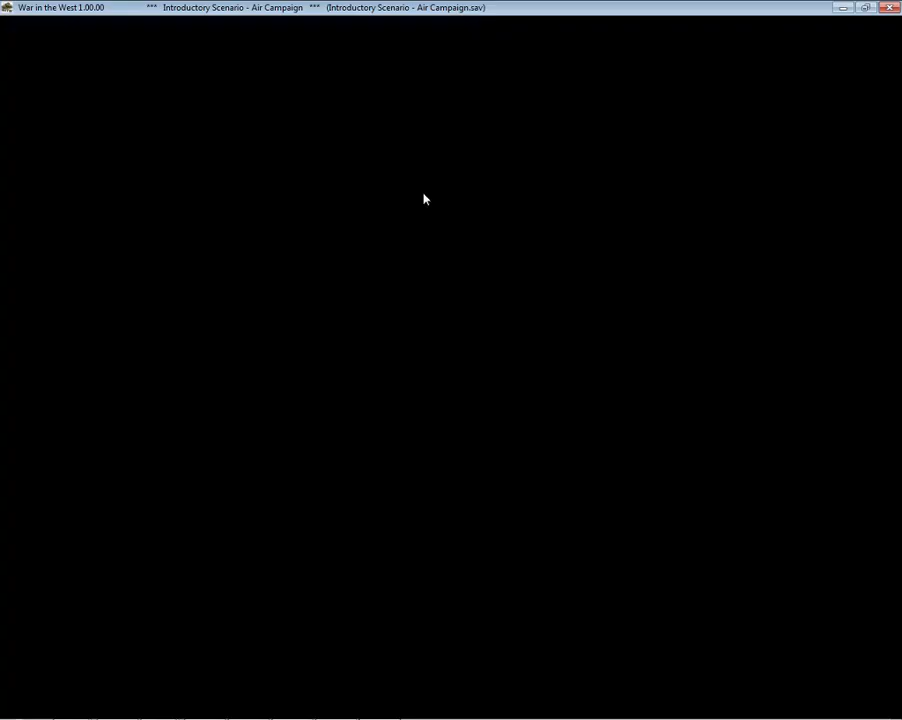 War in the West 1.00.00 *** Introductory Scenario - Air Campaign *** (Introductory Scenario - Air Campaign.sav)